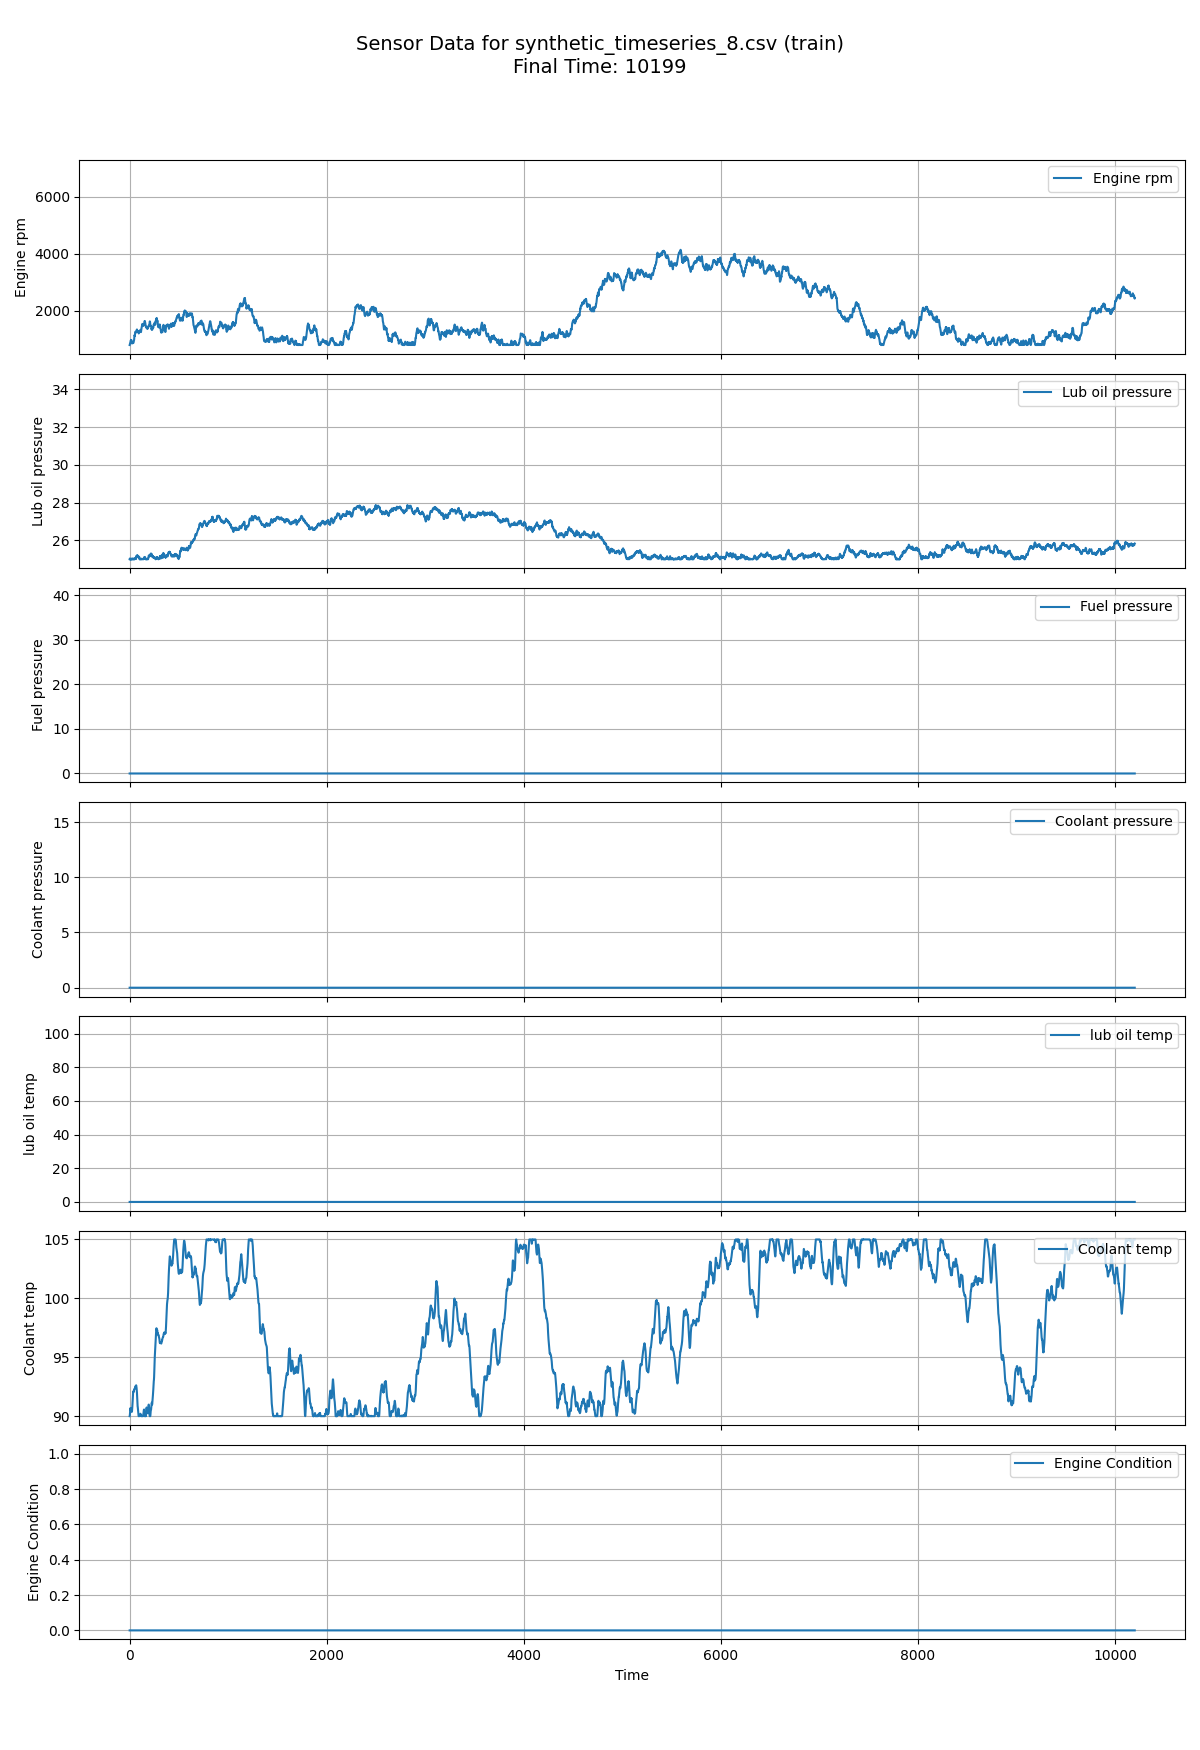 Sensor Data for synthetic_timeseries_8.csv (train)
Final Time: 10199
Engine rpm
6000
4000
2000
Engine rpm
Lub oil pressure
34
32
30
28
26
Lub oil pressure
Fuel pressure
40
30
20
10
0
Fuel pressure
Coolant pressure
15
10
5
0
Coolant pressure
lub oil temp
100
80
60
40
20
0
lub oil temp
Coolant temp
105
100
95
90
Coolant temp
Engine Condition
1.0
0.8
0.6
0.4
0.2
0.0
Engine Condition
0 2000 4000 6000 8000 10000
Time